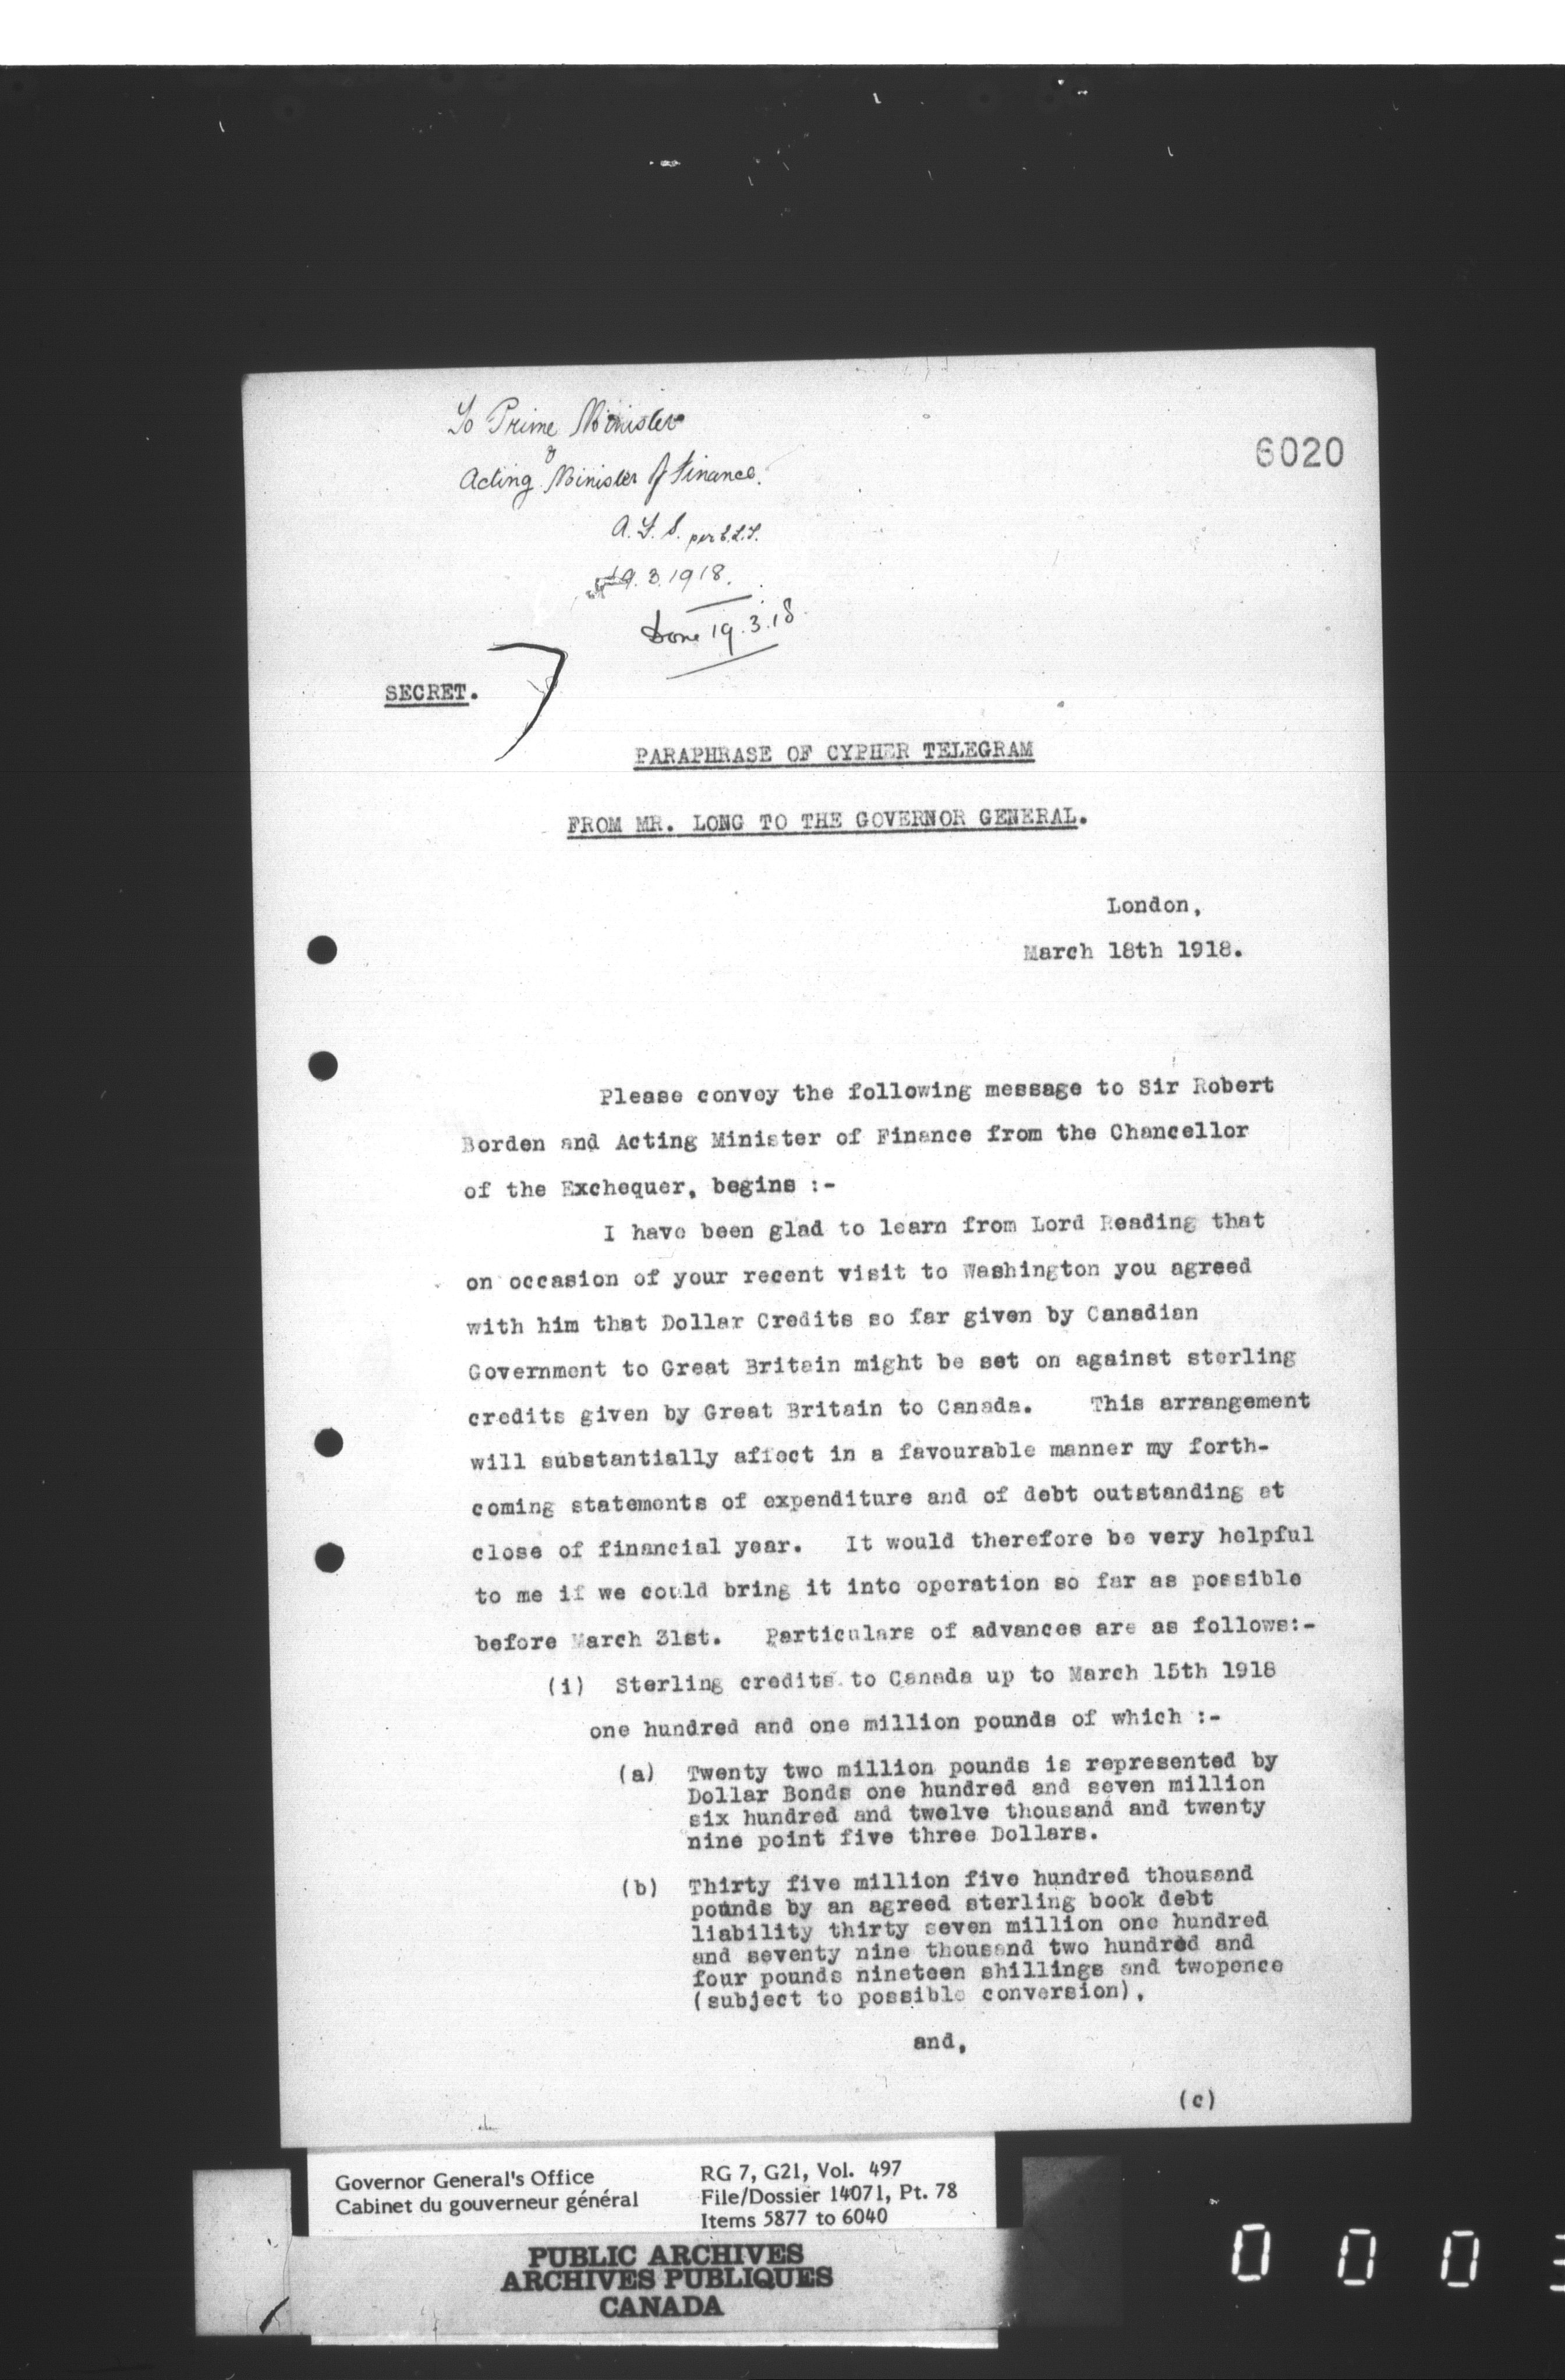 To Prime Minister
&
Acting Minister of Finance.
A.F.S. per
19.3.1918.
Done 19.3.18
6020
SECRET.
PARAPHRASE OF CYPHER TELEGRAM
FROM MR. LONG TO THE GOVERNOR GENERAL.
London,
March 18th 1918.
Please convey the following message to Sir Robert
Borden and Acting Minister of Finance from the Chancellor
of the Exchequer, begins :-
I have been glad to learn from Lord Reading that
on occasion of your recent visit to Washington you agreed
with him that Dollar Credits so far given by Canadian
Government to Great Britain might be set on against sterling
credits given by Great Britain to Canada. This arrangement
will substantially affect in a favourable manner my forth-
coming statements of expenditure and of debt outstanding at
close of financial year. It would therefore be very helpful
to me if we could bring it into operation so far as possible
before March 31st. Particulars of advances are as follows:-
(i) Sterling credits to Canada up to March 15th 1918
one hundred and one million pounds of which :-
(a) Twenty two million pounds is represented by
Dollar Bonds one hundred and seven million
six hundred and twelve thousand and twenty
nine point five three Dollars.
(b) Thirty five million five hundred thousand
pounds by an agreed sterling book debt
liability thirty seven million one hundred
and seventy nine thousand two hundred and
four pounds nineteen shillings and twopence
(subject to possible conversion),
and,
(c)
Governor General's Office
Cabinet du gouverneur général
RG 7, G21, Vol. 497
File/Dossier 14071, Pt. 78
Items 5877 to 6040
PUBLIC ARCHIVES
ARCHIVES PUBLIQUES
CANADA
0 0 0